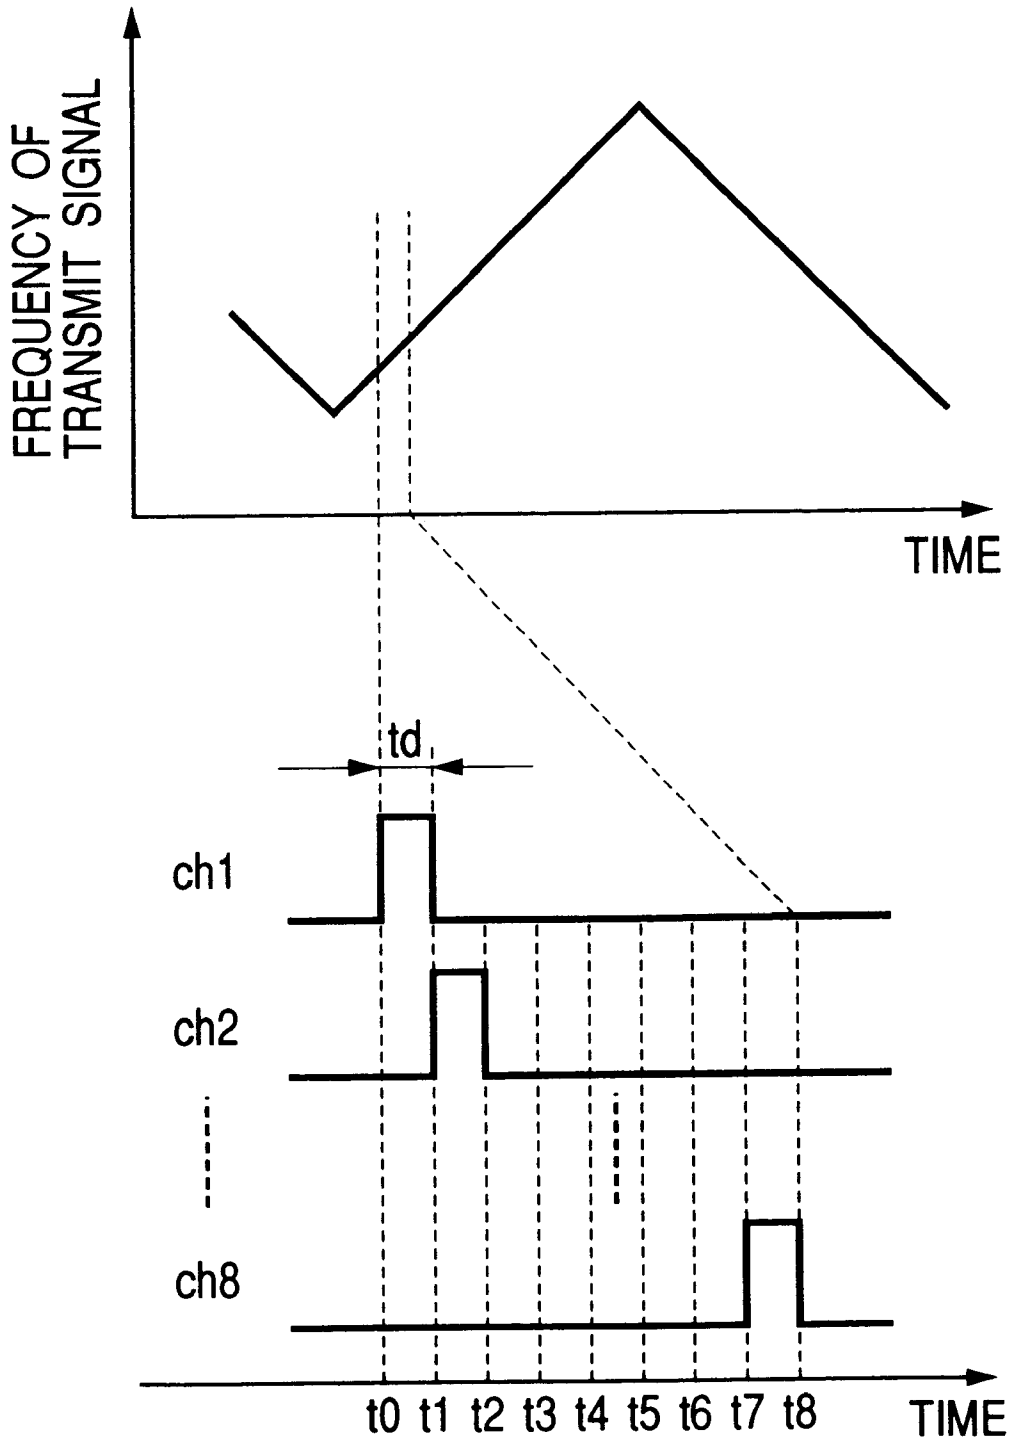 FREQUENCY OF
TRANSMIT SIGNAL
TIME
td
ch1
ch2
ch8
t0 t1 t2 t3 t4 t5 t6 t7 t8 TIME